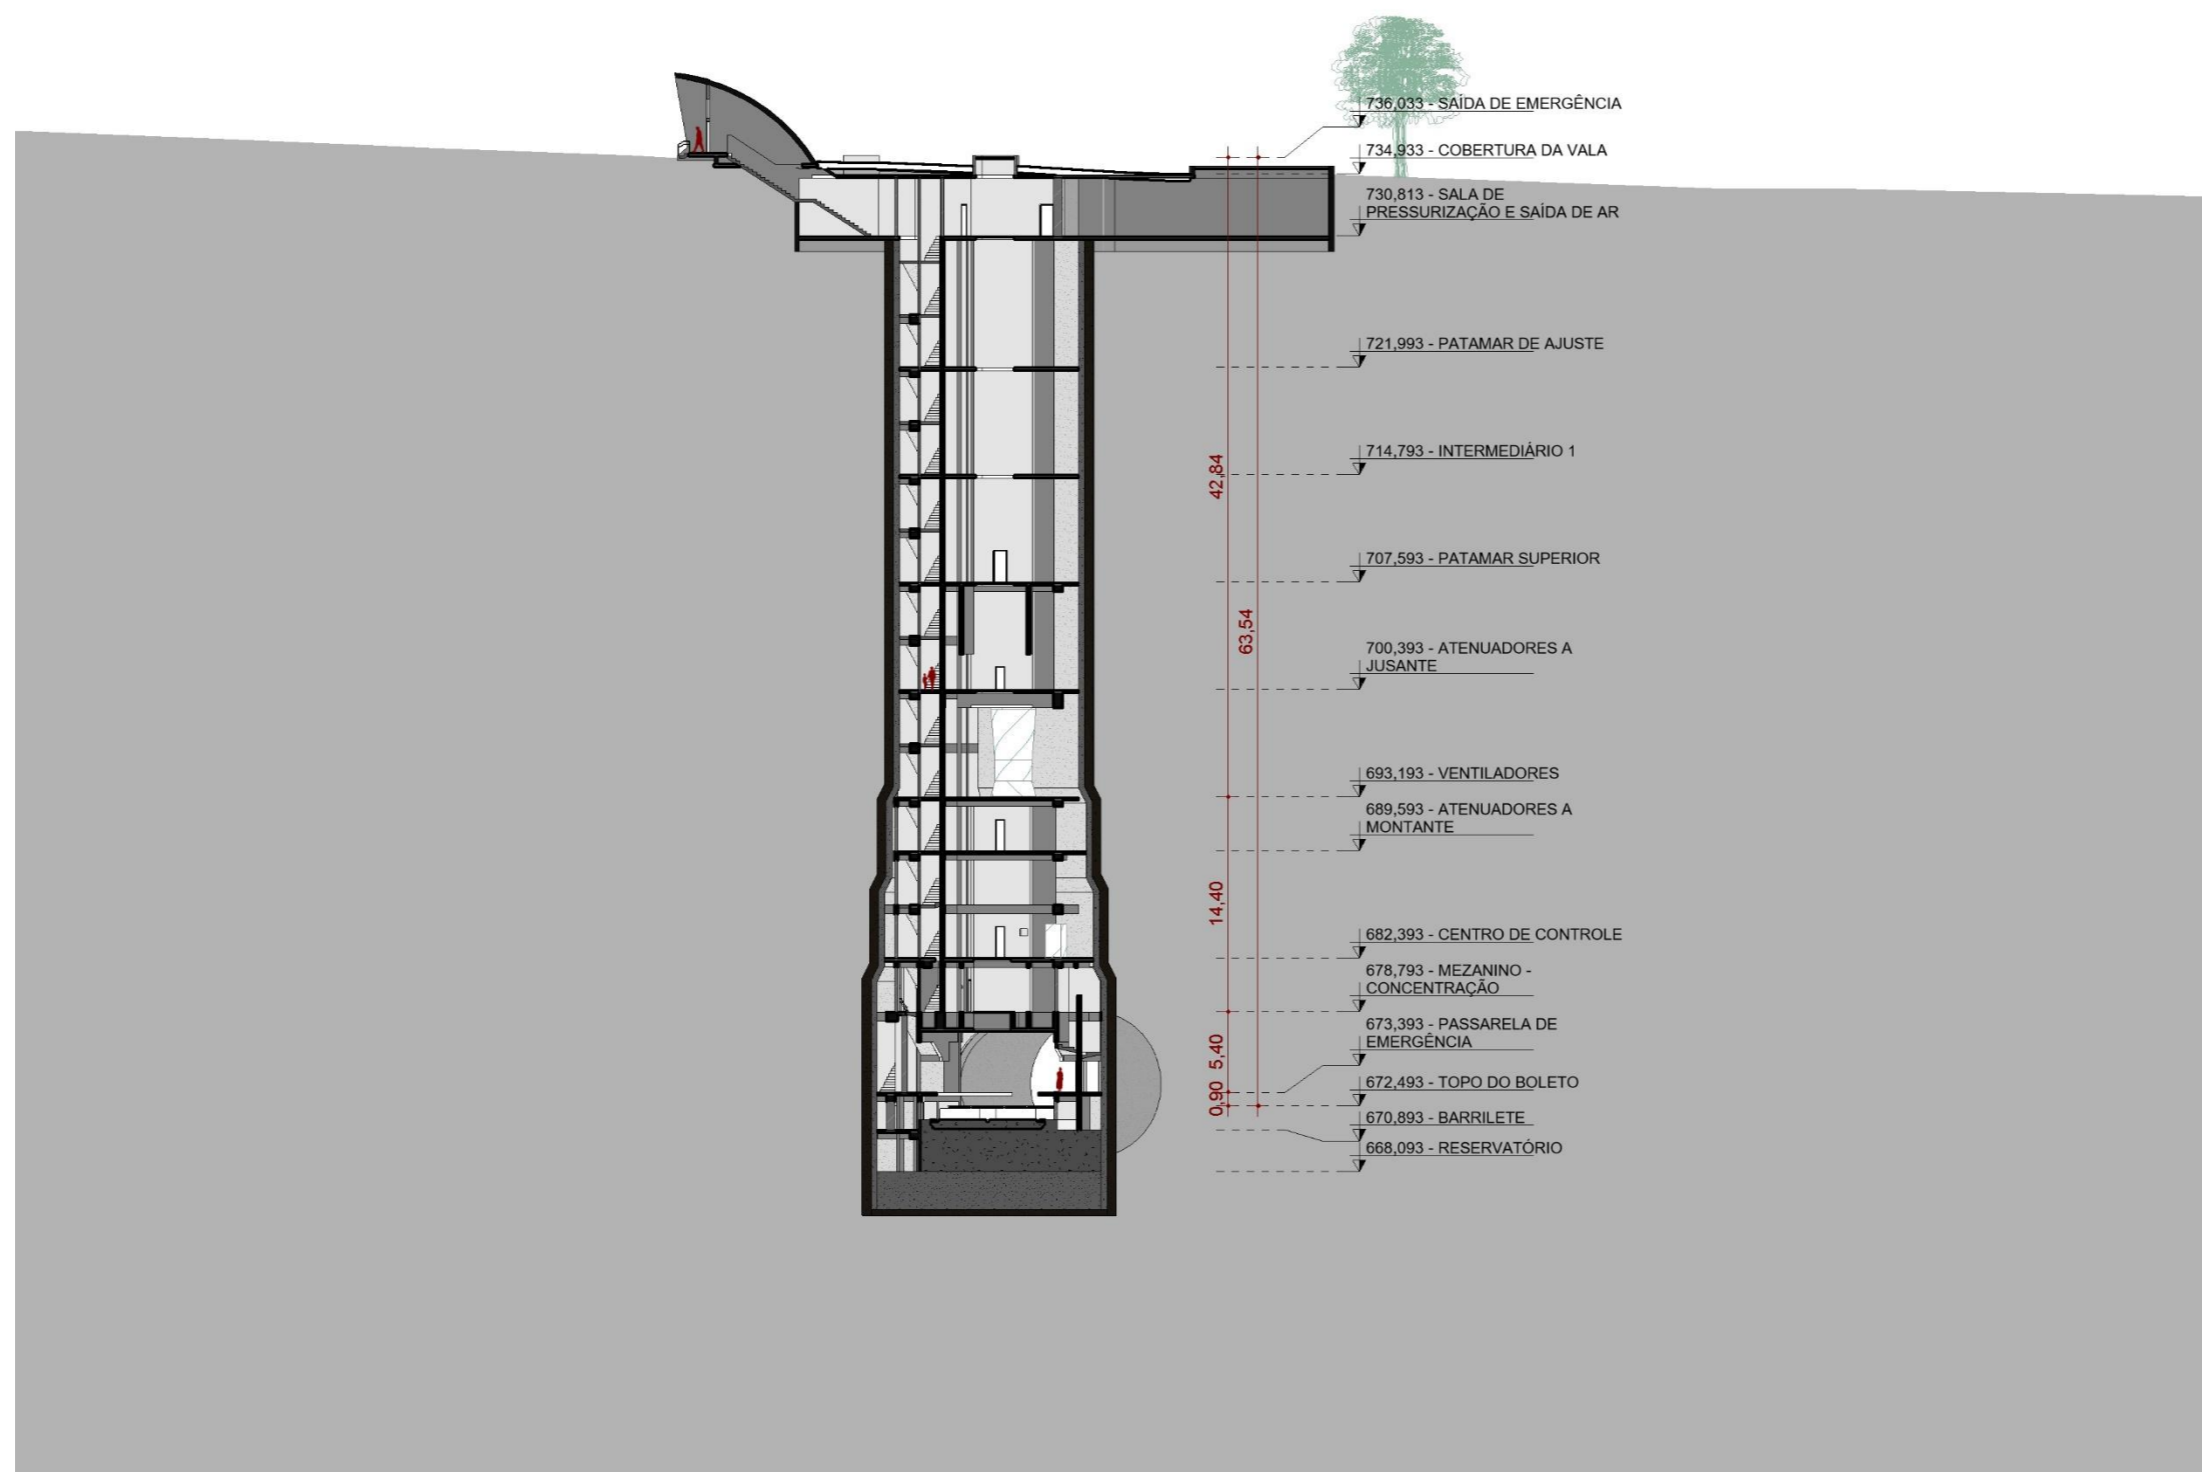 736,033 - SAÍDA DE EMERGÊNCIA
734,933 - COBERTURA DA VALA
730,813 - SALA DE
PRESSURIZAÇÃO E SAÍDA DE AR
721,993 - PATAMAR DE AJUSTE
714,793 - INTERMEDIÁRIO 1
42,84
707,593 - PATAMAR SUPERIOR
63,54
700,393 - ATENUADORES A
JUSANTE
693,193 - VENTILADORES
689,593 - ATENUADORES A
MONTANTE
14,40
682,393 - CENTRO DE CONTROLE
678,793 - MEZANINO -
CONCENTRAÇÃO
673,393 - PASSARELA DE
EMERGÊNCIA
5,40
672,493 - TOPO DO BOLETO
0,90
670,893 - BARRILETE
668,093 - RESERVATÓRIO